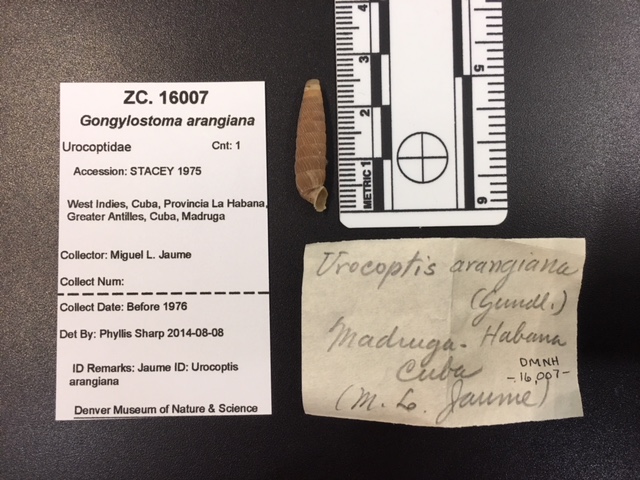 ZC. 16007
Gongylostoma arangiana
Urocoptidae Cnt: 1
Accession: STACEY 1975
West Indies, Cuba, Provincia La Habana,
Greater Antilles, Cuba, Madruga
Collector: Miguel L. Jaume
Collect Num:
Collect Date: Before 1976
Det By: Phyllis Sharp 2014-08-08
ID Remarks: Jaume ID: Urocoptis
arangiana
Denver Museum of Nature & Science
METRIC 1
2
3
4
5
6
Urocoptis arangiana
(Gundl.)
Madruga - Habana
Cuba
DMNH
-16,007-
(M. L. Jaume)